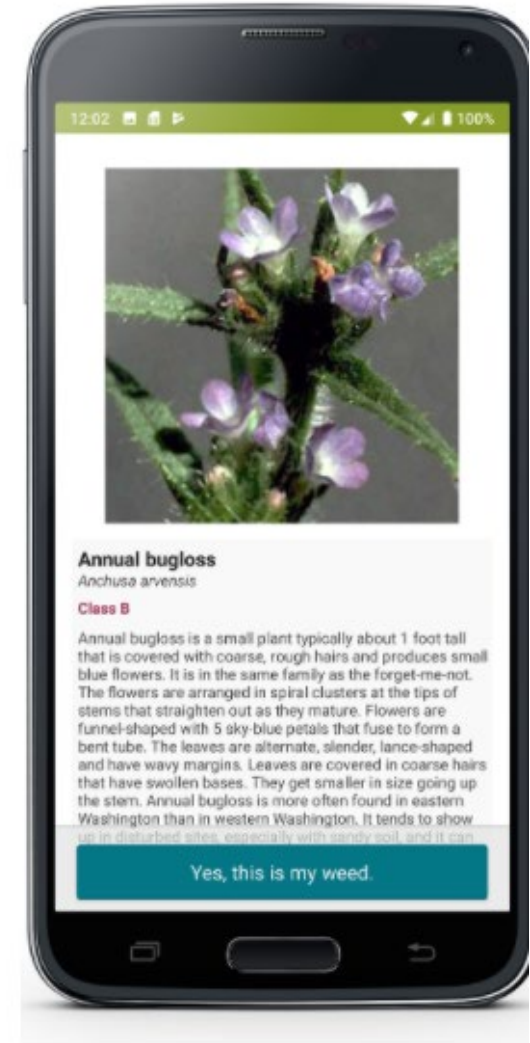 12:02
100%
Annual bugloss
Anchusa arvensis
Class B
Annual bugloss is a small plant typically about 1 foot tall
that is covered with coarse, rough hairs and produces small
blue flowers. It is in the same family as the forget-me-not.
The flowers are arranged in spiral clusters at the tips of
stems that straighten out as they mature. Flowers are
funnel-shaped with 5 sky-blue petals that fuse to form a
bent tube. The leaves are alternate, slender, lance-shaped
and have wavy margins. Leaves are covered in coarse hairs
that have swollen bases. They get smaller in size going up
the stem. Annual bugloss is more often found in eastern
Washington than in western Washington. It tends to show
up in disturbed sites, especially with sandy soil, and it can
Yes, this is my weed.